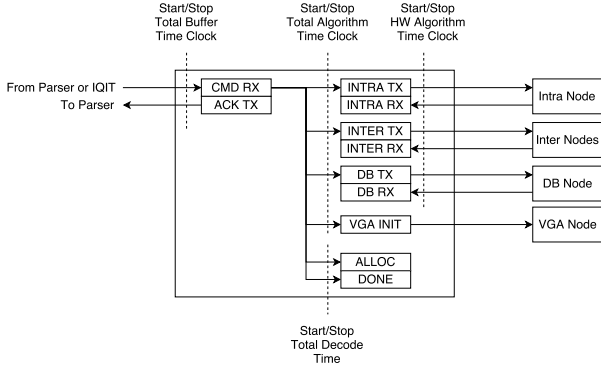 Start/Stop
Total Buffer
Time Clock
Start/Stop
Total Algorithm
Time Clock
Start/Stop
HW Algorithm
Time Clock
From Parser or IQIT
To Parser
CMD RX
ACK TX
INTRA TX
INTRA RX
Intra Node
INTER TX
INTER RX
Inter Nodes
DB TX
DB RX
DB Node
VGA INIT
VGA Node
ALLOC
DONE
Start/Stop
Total Decode
Time